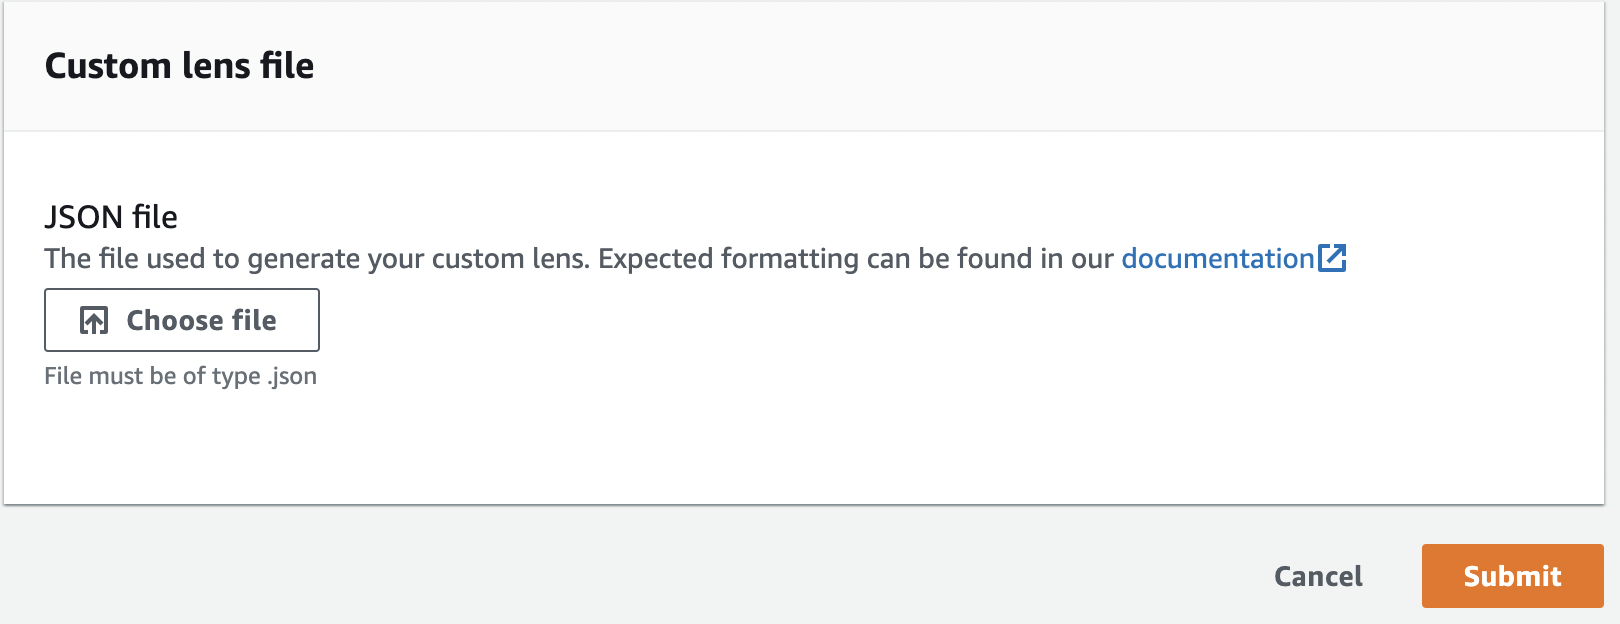 Custom lens file
JSON file
The file used to generate your custom lens. Expected formatting can be found in our documentation
Choose file
File must be of type .json
Cancel
Submit